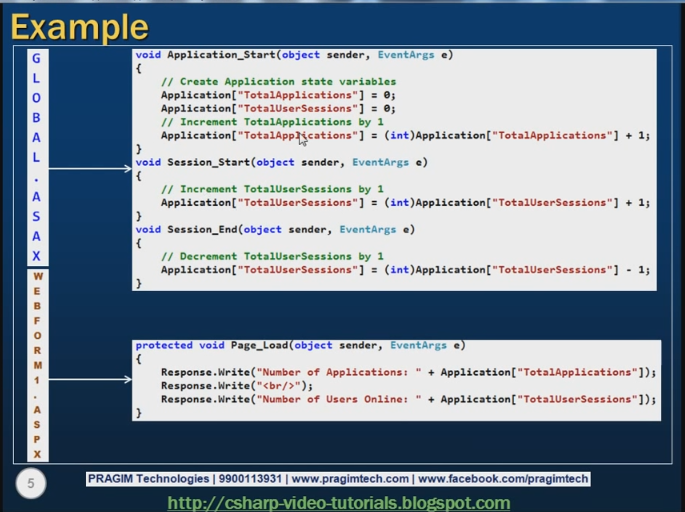 Example
GLOBAL.ASAX
void Application_Start(object sender, EventArgs e)
{
// Create Application state variables
Application["TotalApplications"] = 0;
Application["TotalUserSessions"] = 0;
// Increment TotalApplications by 1
Application["TotalApplications"] = (int)Application["TotalApplications"] + 1;
}
void Session_Start(object sender, EventArgs e)
{
// Increment TotalUserSessions by 1
Application["TotalUserSessions"] = (int)Application["TotalUserSessions"] + 1;
}
void Session_End(object sender, EventArgs e)
{
// Decrement TotalUserSessions by 1
Application["TotalUserSessions"] = (int)Application["TotalUserSessions"] - 1;
}
WEBFORM1.ASPX
protected void Page_Load(object sender, EventArgs e)
{
Response.Write("Number of Applications: " + Application["TotalApplications"]);
Response.Write("<br/>");
Response.Write("Number of Users Online: " + Application["TotalUserSessions"]);
}
5
PRAGIM Technologies | 9900113931 | www.pragimtech.com | www.facebook.com/pragimtech
http://csharp-video-tutorials.blogspot.com